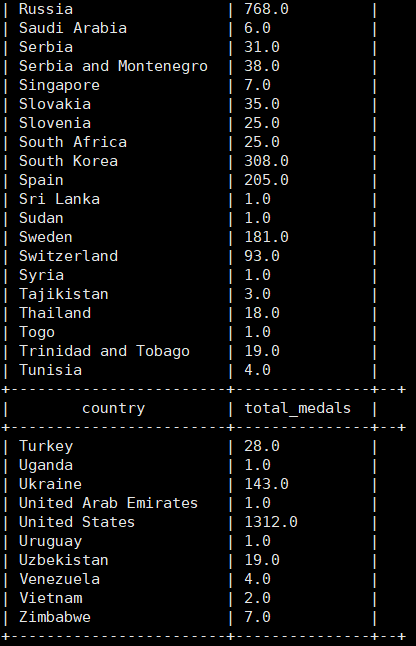 | Russia                 | 768.0         |
| Saudi Arabia           | 6.0           |
| Serbia                 | 31.0          |
| Serbia and Montenegro  | 38.0          |
| Singapore              | 7.0           |
| Slovakia               | 35.0          |
| Slovenia               | 25.0          |
| South Africa           | 25.0          |
| South Korea            | 308.0         |
| Spain                  | 205.0         |
| Sri Lanka              | 1.0           |
| Sudan                  | 1.0           |
| Sweden                 | 181.0         |
| Switzerland            | 93.0          |
| Syria                  | 1.0           |
| Tajikistan             | 3.0           |
| Thailand               | 18.0          |
| Togo                   | 1.0           |
| Trinidad and Tobago    | 19.0          |
| Tunisia                | 4.0           |
+------------------------+---------------+--+
|        country         | total_medals  |
+------------------------+---------------+--+
| Turkey                 | 28.0          |
| Uganda                 | 1.0           |
| Ukraine                | 143.0         |
| United Arab Emirates   | 1.0           |
| United States          | 1312.0        |
| Uruguay                | 1.0           |
| Uzbekistan             | 19.0          |
| Venezuela              | 4.0           |
| Vietnam                | 2.0           |
| Zimbabwe               | 7.0           |
+------------------------+---------------+--+